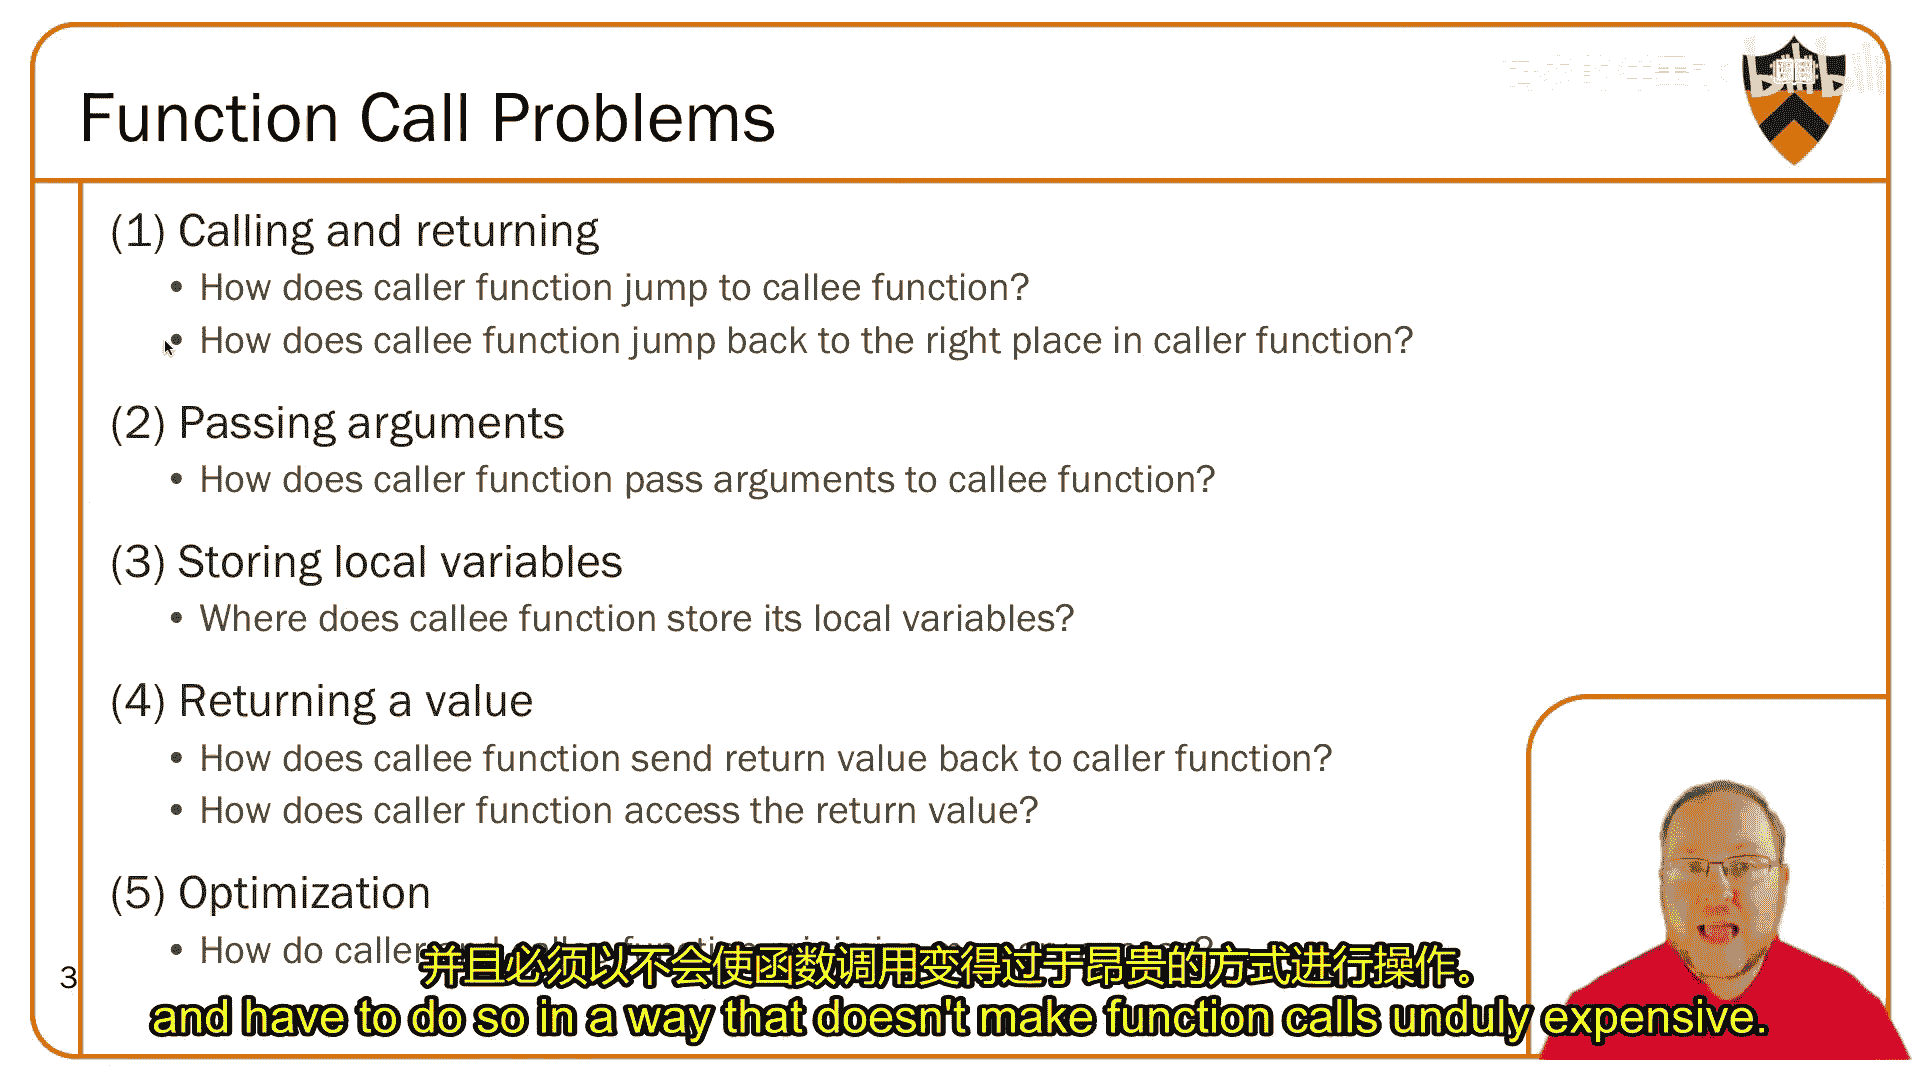 Function Call Problems
(1) Calling and returning
• How does caller function jump to callee function?
• How does callee function jump back to the right place in caller function?
(2) Passing arguments
• How does caller function pass arguments to callee function?
(3) Storing local variables
• Where does callee function store its local variables?
(4) Returning a value
• How does callee function send return value back to caller function?
• How does caller function access the return value?
(5) Optimization
• How do caller
3
并且必须以不会使函数调用变得过于昂贵的方式进行操作。
and have to do so in a way that doesn't make function calls unduly expensive.